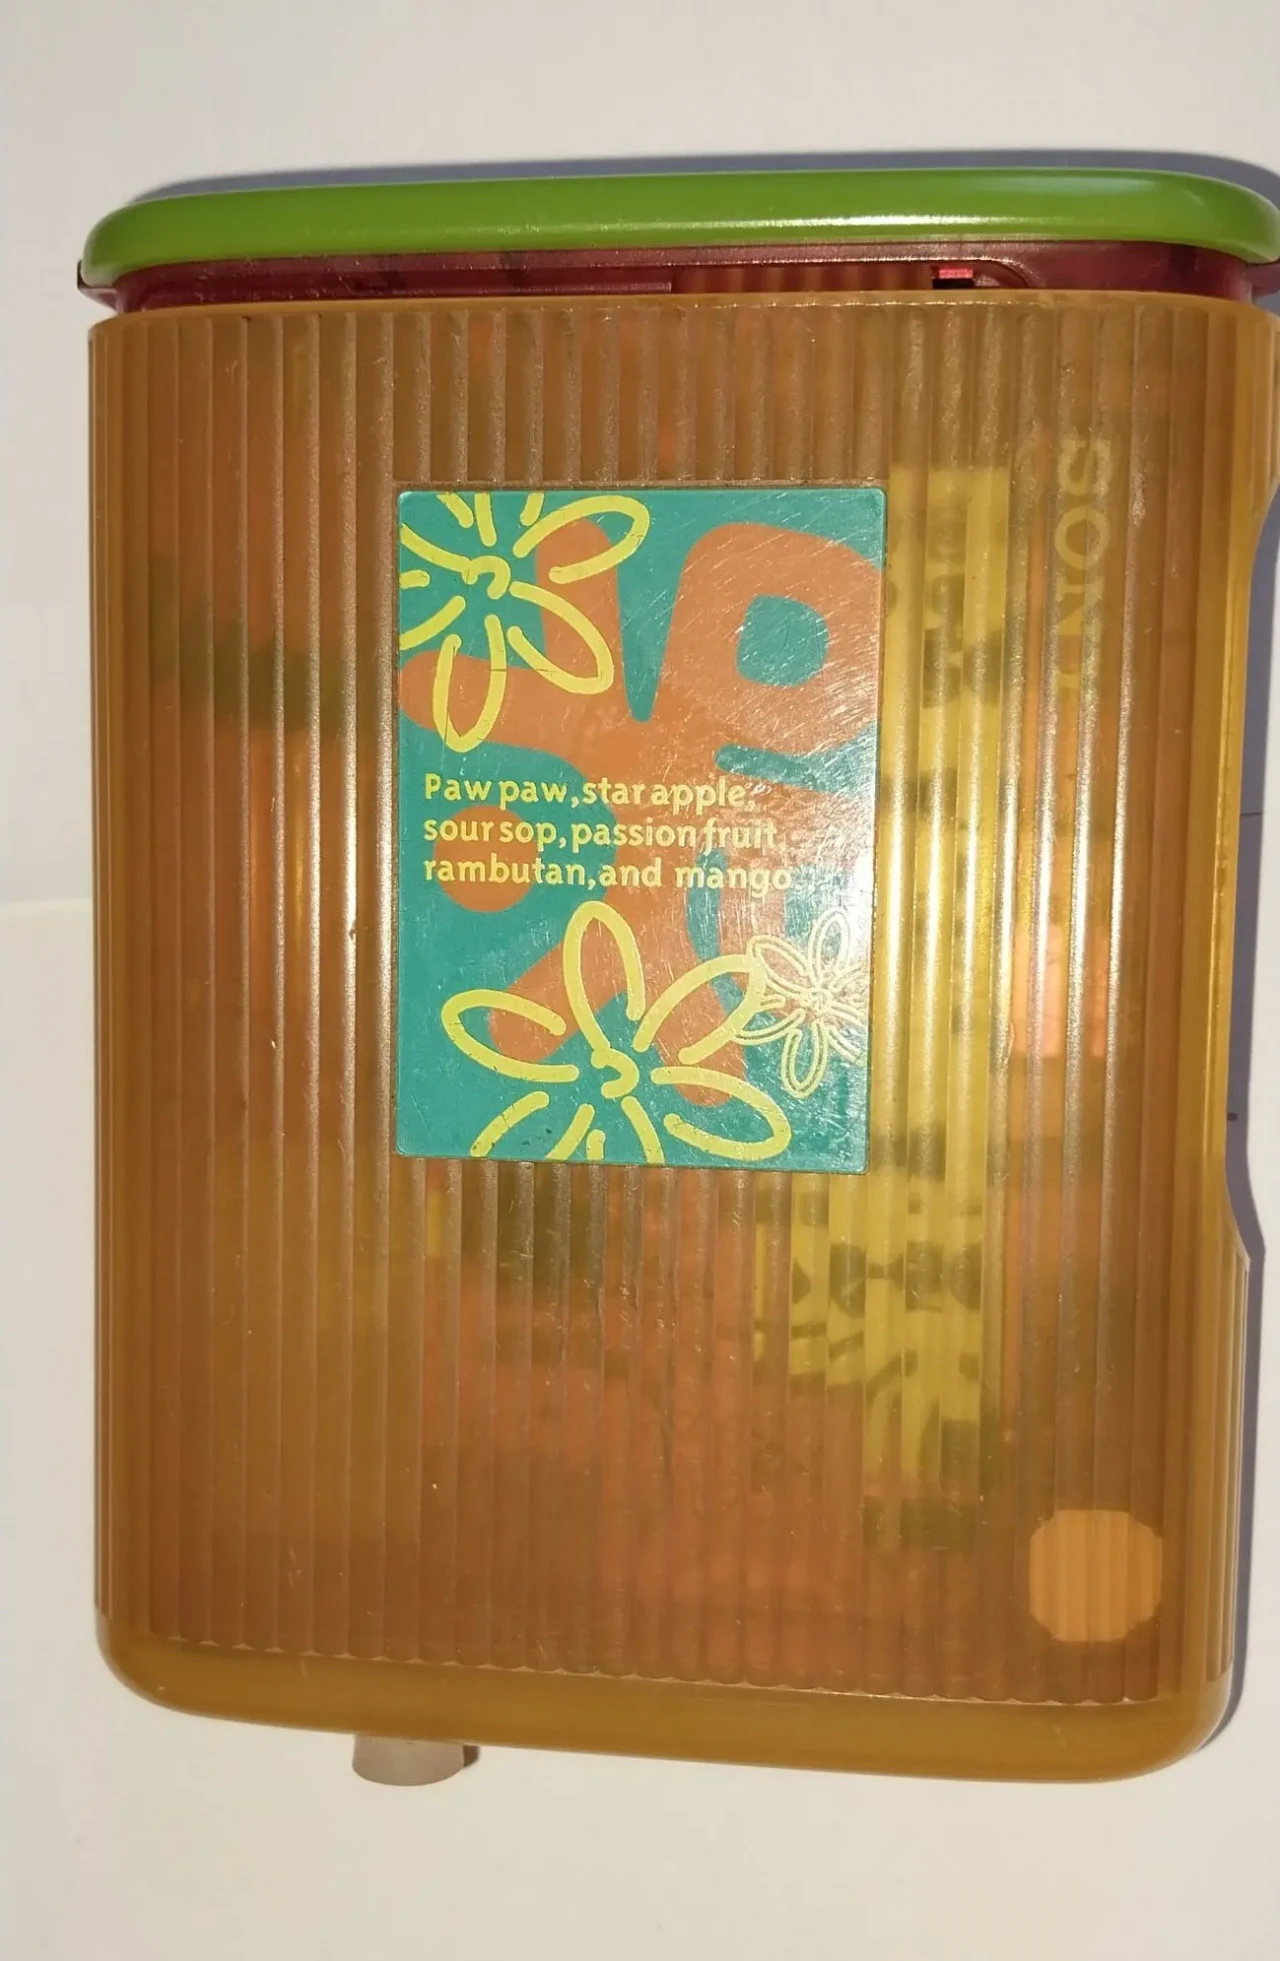 Paw paw, star apple,
sour sop, passion fruit,
rambutan, and mango
SONY